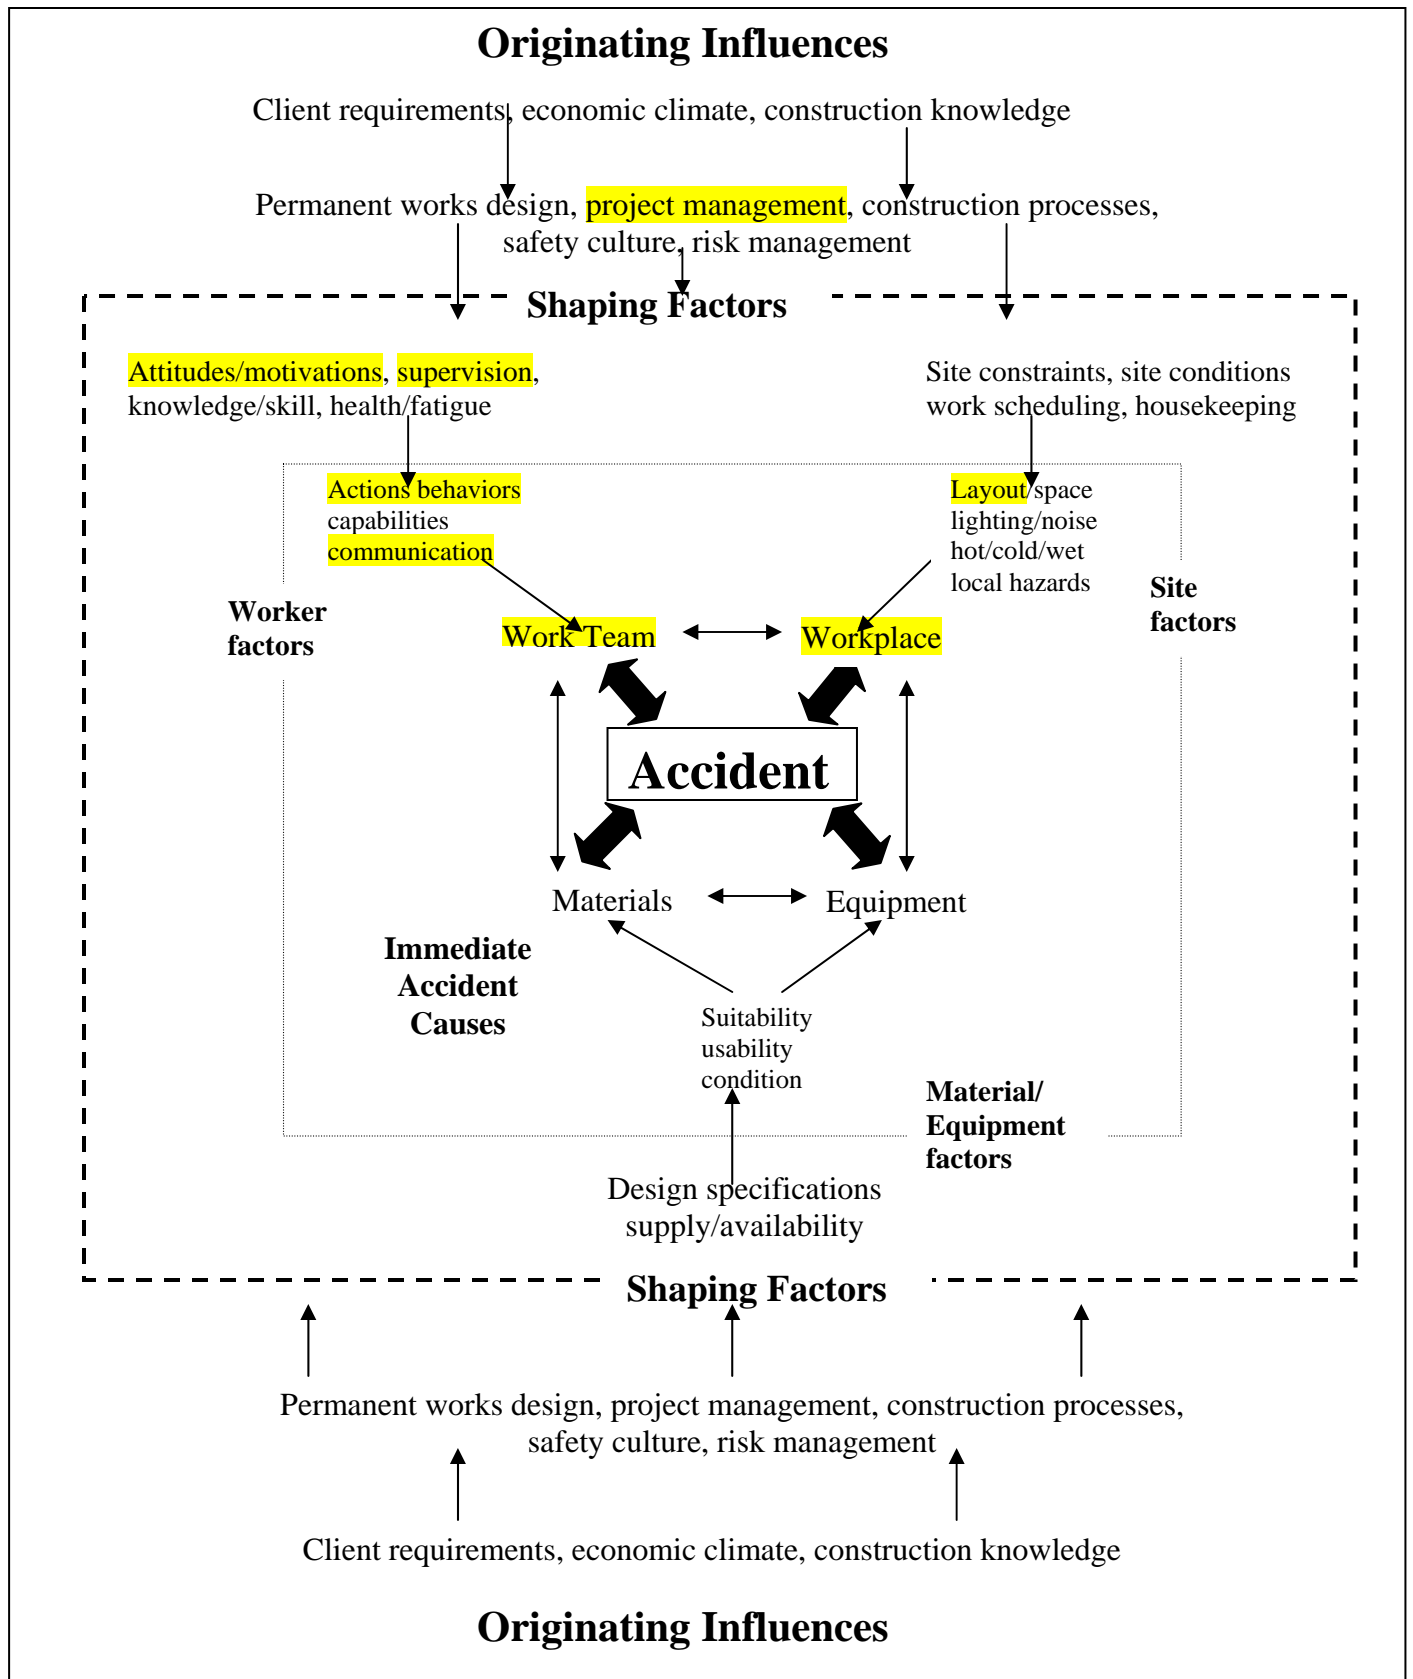 Originating Influences
Client requirements, economic climate, construction knowledge
Permanent works design, project management, construction processes,
safety culture, risk management
Shaping Factors
Attitudes/motivations, supervision,
knowledge/skill, health/fatigue
Site constraints, site conditions
work scheduling, housekeeping
Actions behaviors
capabilities
communication
Layout/space
lighting/noise
hot/cold/wet
local hazards
Worker
factors
Site
factors
Work Team
Workplace
Accident
Materials
Equipment
Immediate
Accident
Causes
Suitability
usability
condition
Material/
Equipment
factors
Design specifications
supply/availability
Shaping Factors
Permanent works design, project management, construction processes,
safety culture, risk management
Client requirements, economic climate, construction knowledge
Originating Influences